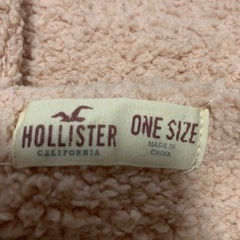 HOLLISTER
CALIFORNIA
ONE SIZE
MADE IN
CHINA